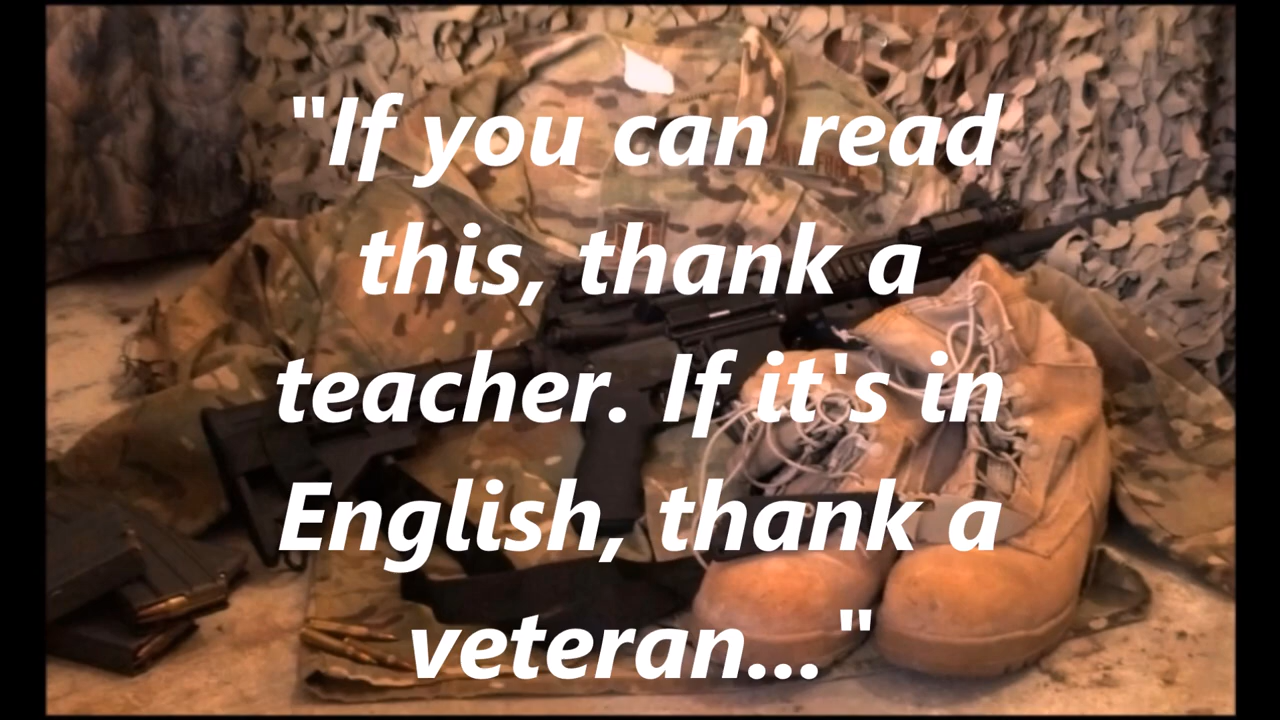 "If you can read
this, thank a
teacher. If it's in
English, thank a
veteran... "